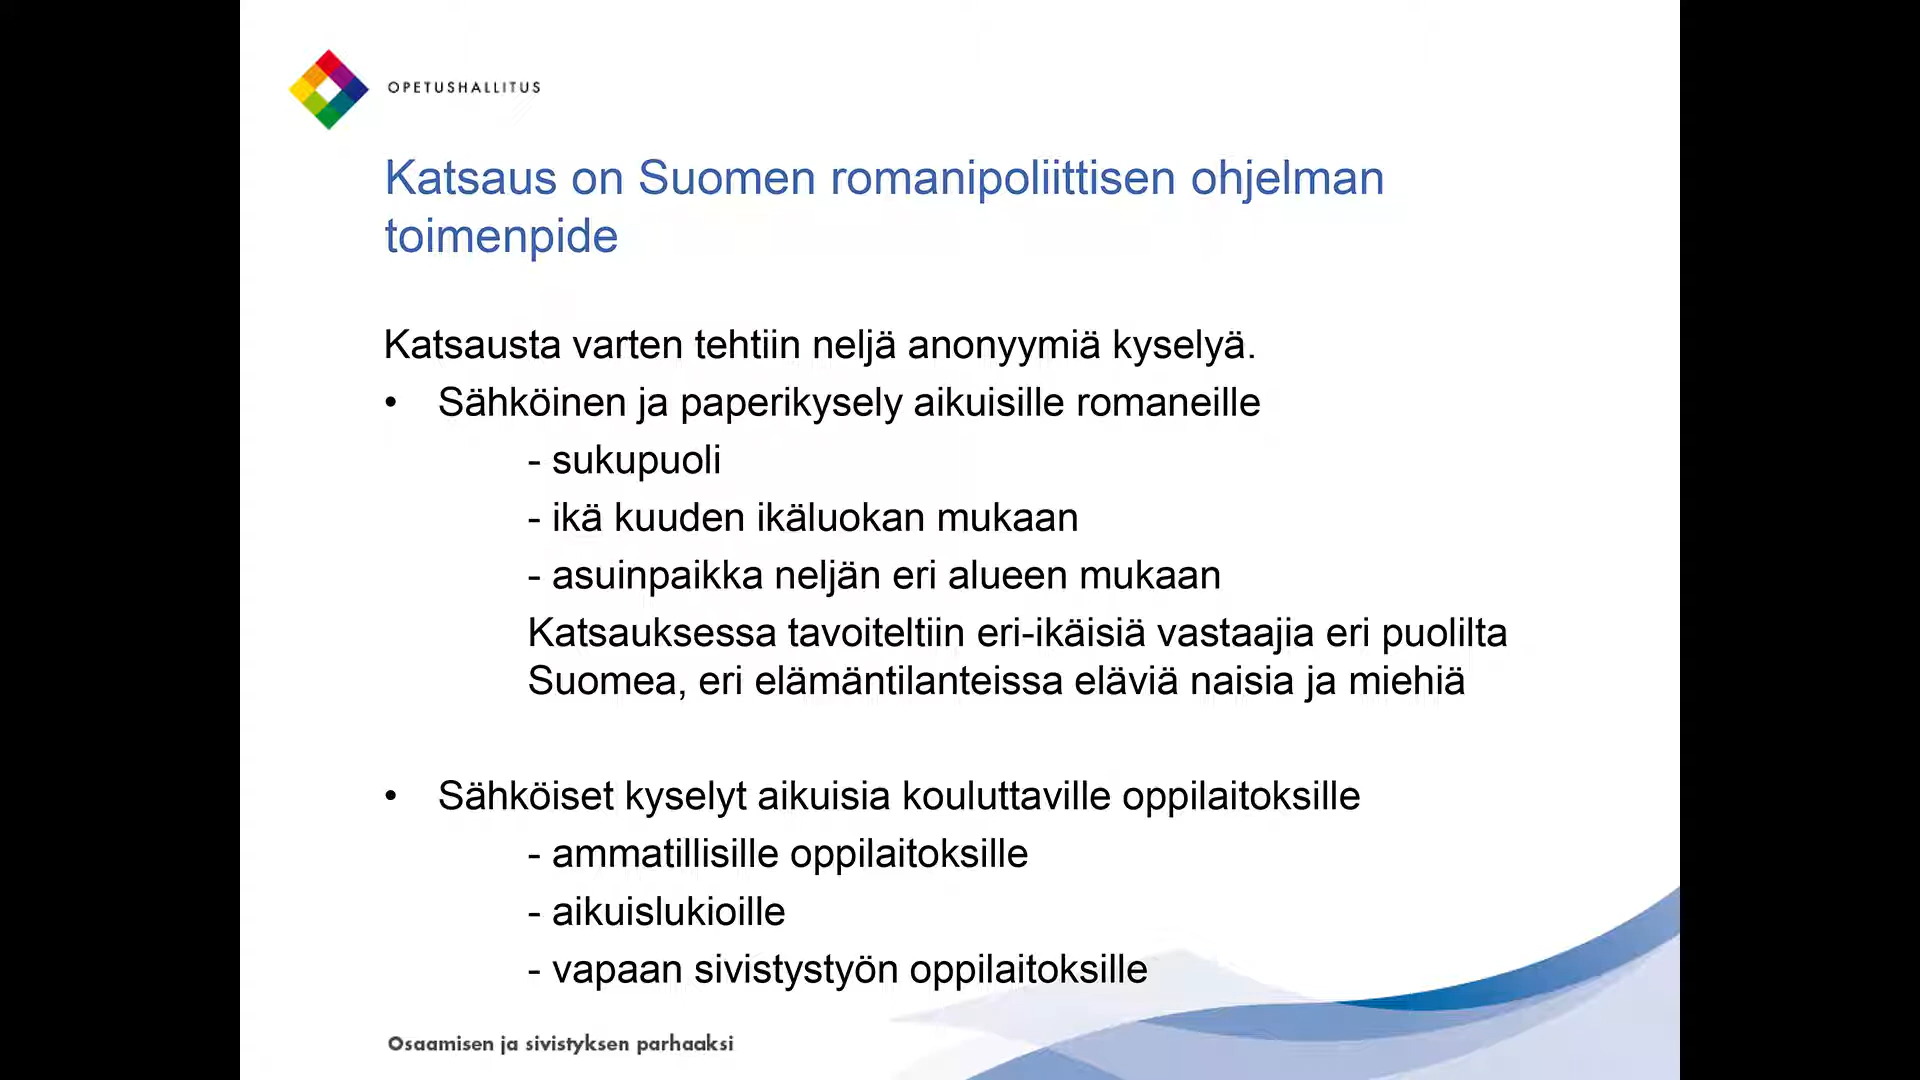 OPETUSHALLITUS
Katsaus on Suomen romanipoliittisen ohjelman
toimenpide
Katsausta varten tehtiin neljä anonyymiä kyselyä.
• Sähköinen ja paperikysely aikuisille romaneille
- sukupuoli
- ikä kuuden ikäluokan mukaan
- asuinpaikka neljän eri alueen mukaan
Katsauksessa tavoiteltiin eri-ikäisiä vastaajia eri puolilta
Suomea, eri elämäntilanteissa eläviä naisia ja miehiä
• Sähköiset kyselyt aikuisia kouluttaville oppilaitoksille
- ammatillisille oppilaitoksille
- aikuislukioille
- vapaan sivistystyön oppilaitoksille
Osaamisen ja sivistyksen parhaaksi